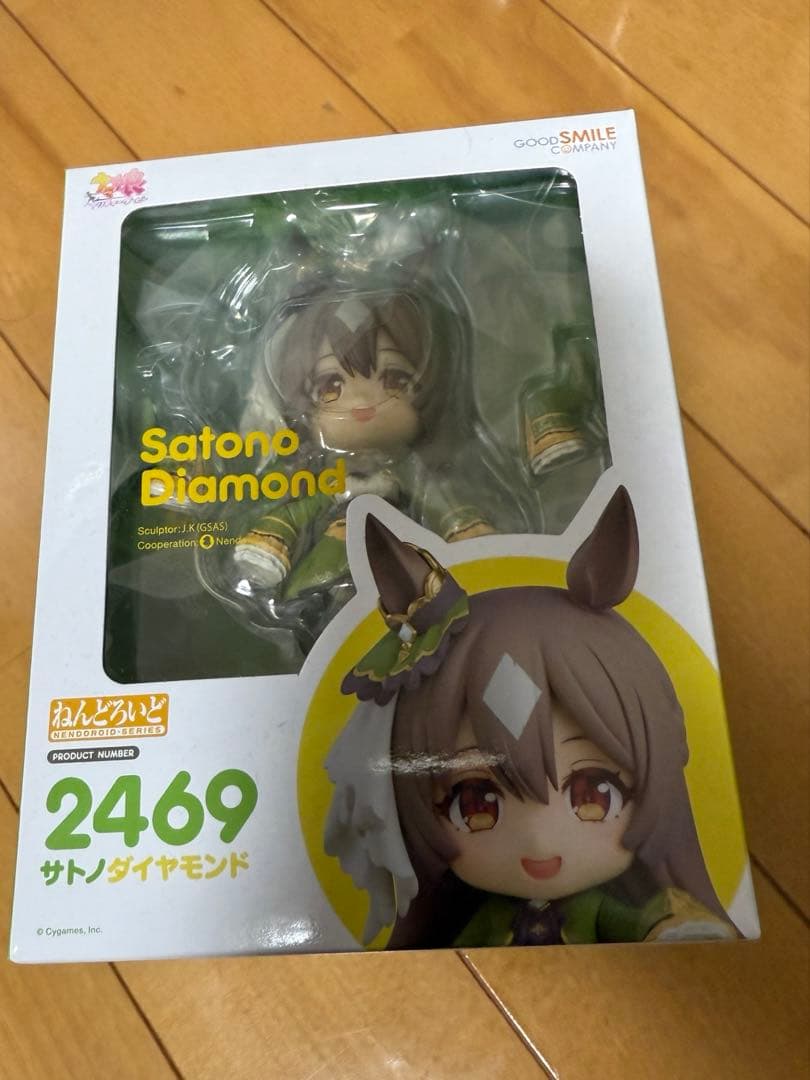 GOOD SMILE
COMPANY
Satono
Diamond
Sculptor: J.K (GSAS)
Cooperation: Nendo
ねんどろいど
NENDOROID·SERIES
PRODUCT NUMBER
2469
サトノダイヤモンド
© Cygames, Inc.